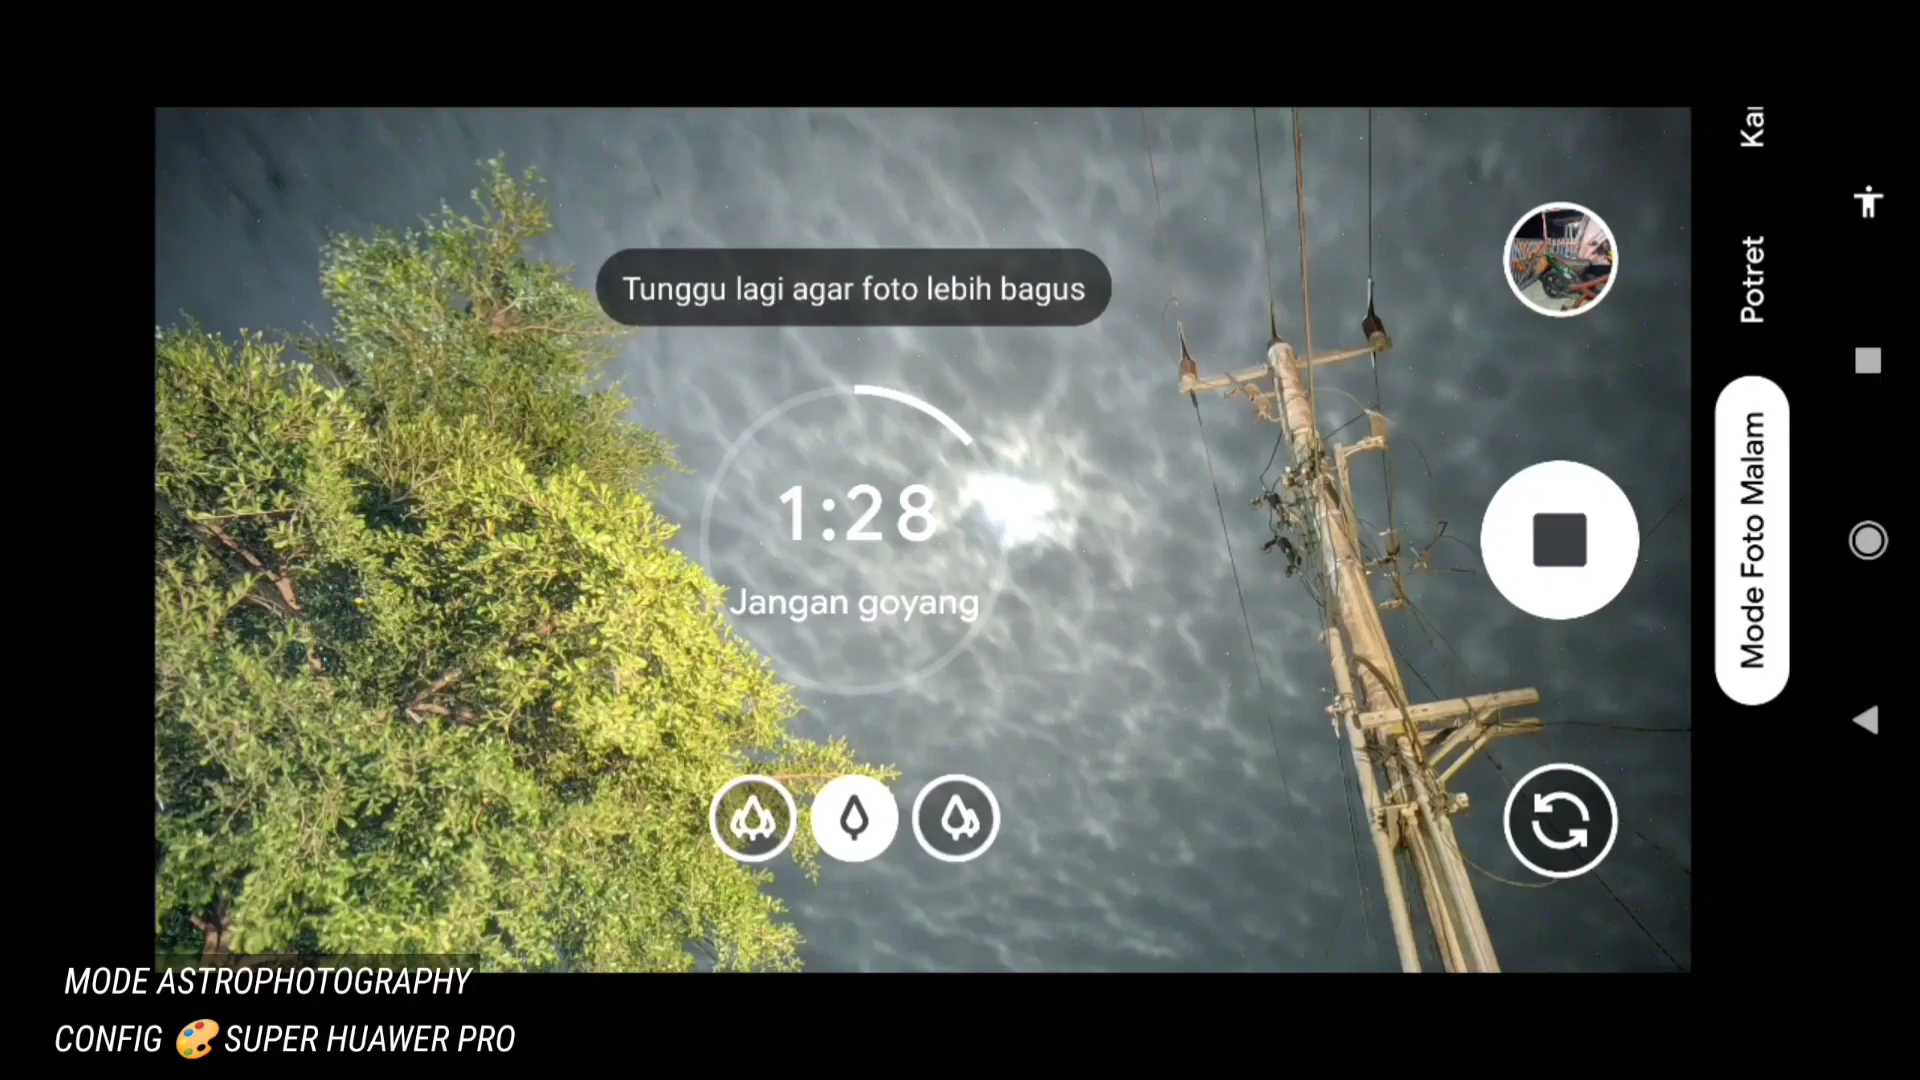 Tunggu lagi agar foto lebih bagus
1:28
Jangan goyang
Potret
Mode Foto Malam
MODE ASTROPHOTOGRAPHY
CONFIG 🎨 SUPER HUAWER PRO